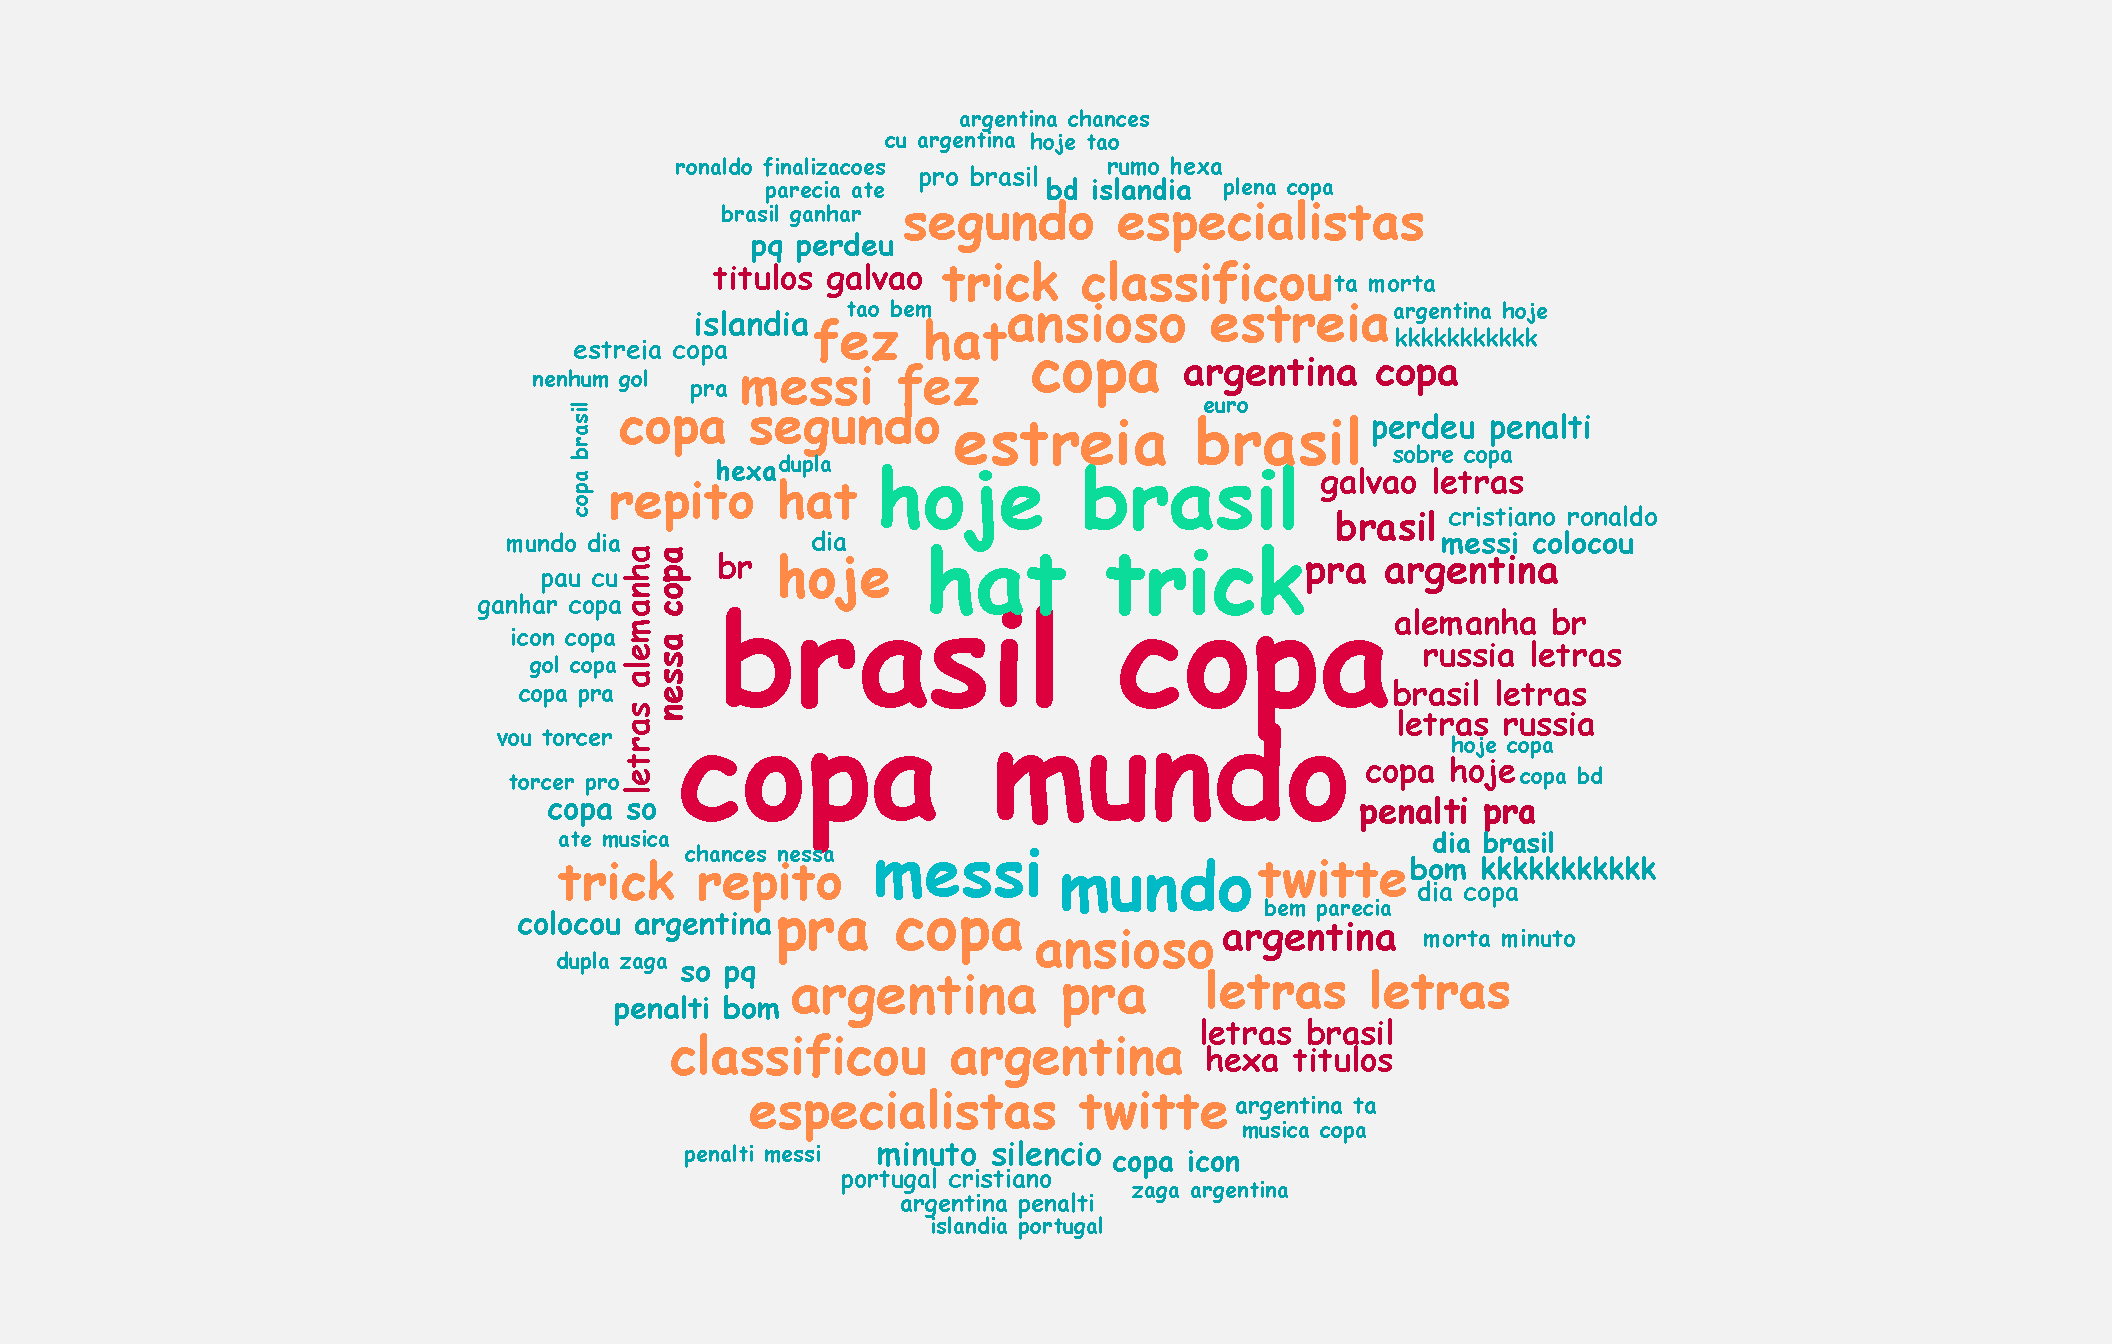 argentina chances
cu argentina
hoje tao
ronaldo finalizacoes
rumo hexa
pro brasil
parecia ate
bd islandia
plena copa
brasil ganhar
segundo especialistas
pq perdeu
titulos galvao
trick classificou
ta morta
tao bem
argentina hoje
islandia
fez hat
ansioso estreia
kkkkkkkkkkk
estreia copa
nenhum gol
pra
messi fez
copa
argentina copa
euro
copa brasil
copa segundo
estreia brasil
perdeu penalti
sobre copa
hexa
dupla
repito hat
hoje brasil
galvao letras
brasil
cristiano ronaldo
mundo dia
dia
messi colocou
letras alemanha
nessa copa
br
hoje
hat trick
pra argentina
pau cu
ganhar copa
alemanha br
icon copa
brasil copa
russia letras
gol copa
copa pra
brasil letras
letras russia
vou torcer
hoje copa
torcer pro
copa mundo
copa hoje
copa bd
copa so
penalti pra
ate musica
dia brasil
chances nessa
trick repito
messi
mundo
twitte
bom kkkkkkkkkkk
dia copa
bem parecia
colocou argentina
pra copa
ansioso
argentina
morta minuto
dupla zaga
so pq
penalti bom
argentina pra
letras letras
letras brasil
classificou argentina
hexa titulos
especialistas twitte
argentina ta
musica copa
penalti messi
minuto silencio
copa icon
portugal cristiano
zaga argentina
argentina penalti
islandia portugal